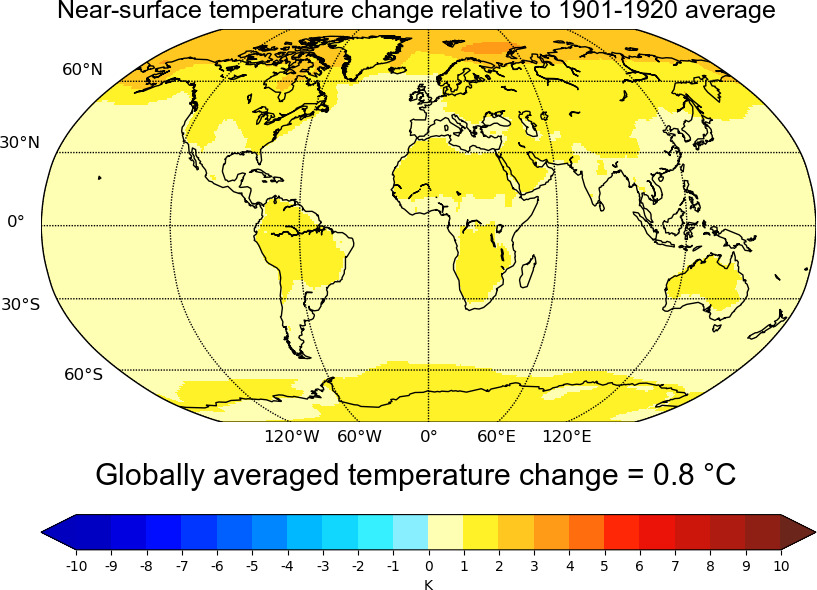 Near-surface temperature change relative to 1901-1920 average
60°N
30°N
0°
30°S
60°S
120°W 60°W 0° 60°E 120°E
Globally averaged temperature change = 0.8 °C
-10 -9 -8 -7 -6 -5 -4 -3 -2 -1 0 1 2 3 4 5 6 7 8 9 10
K